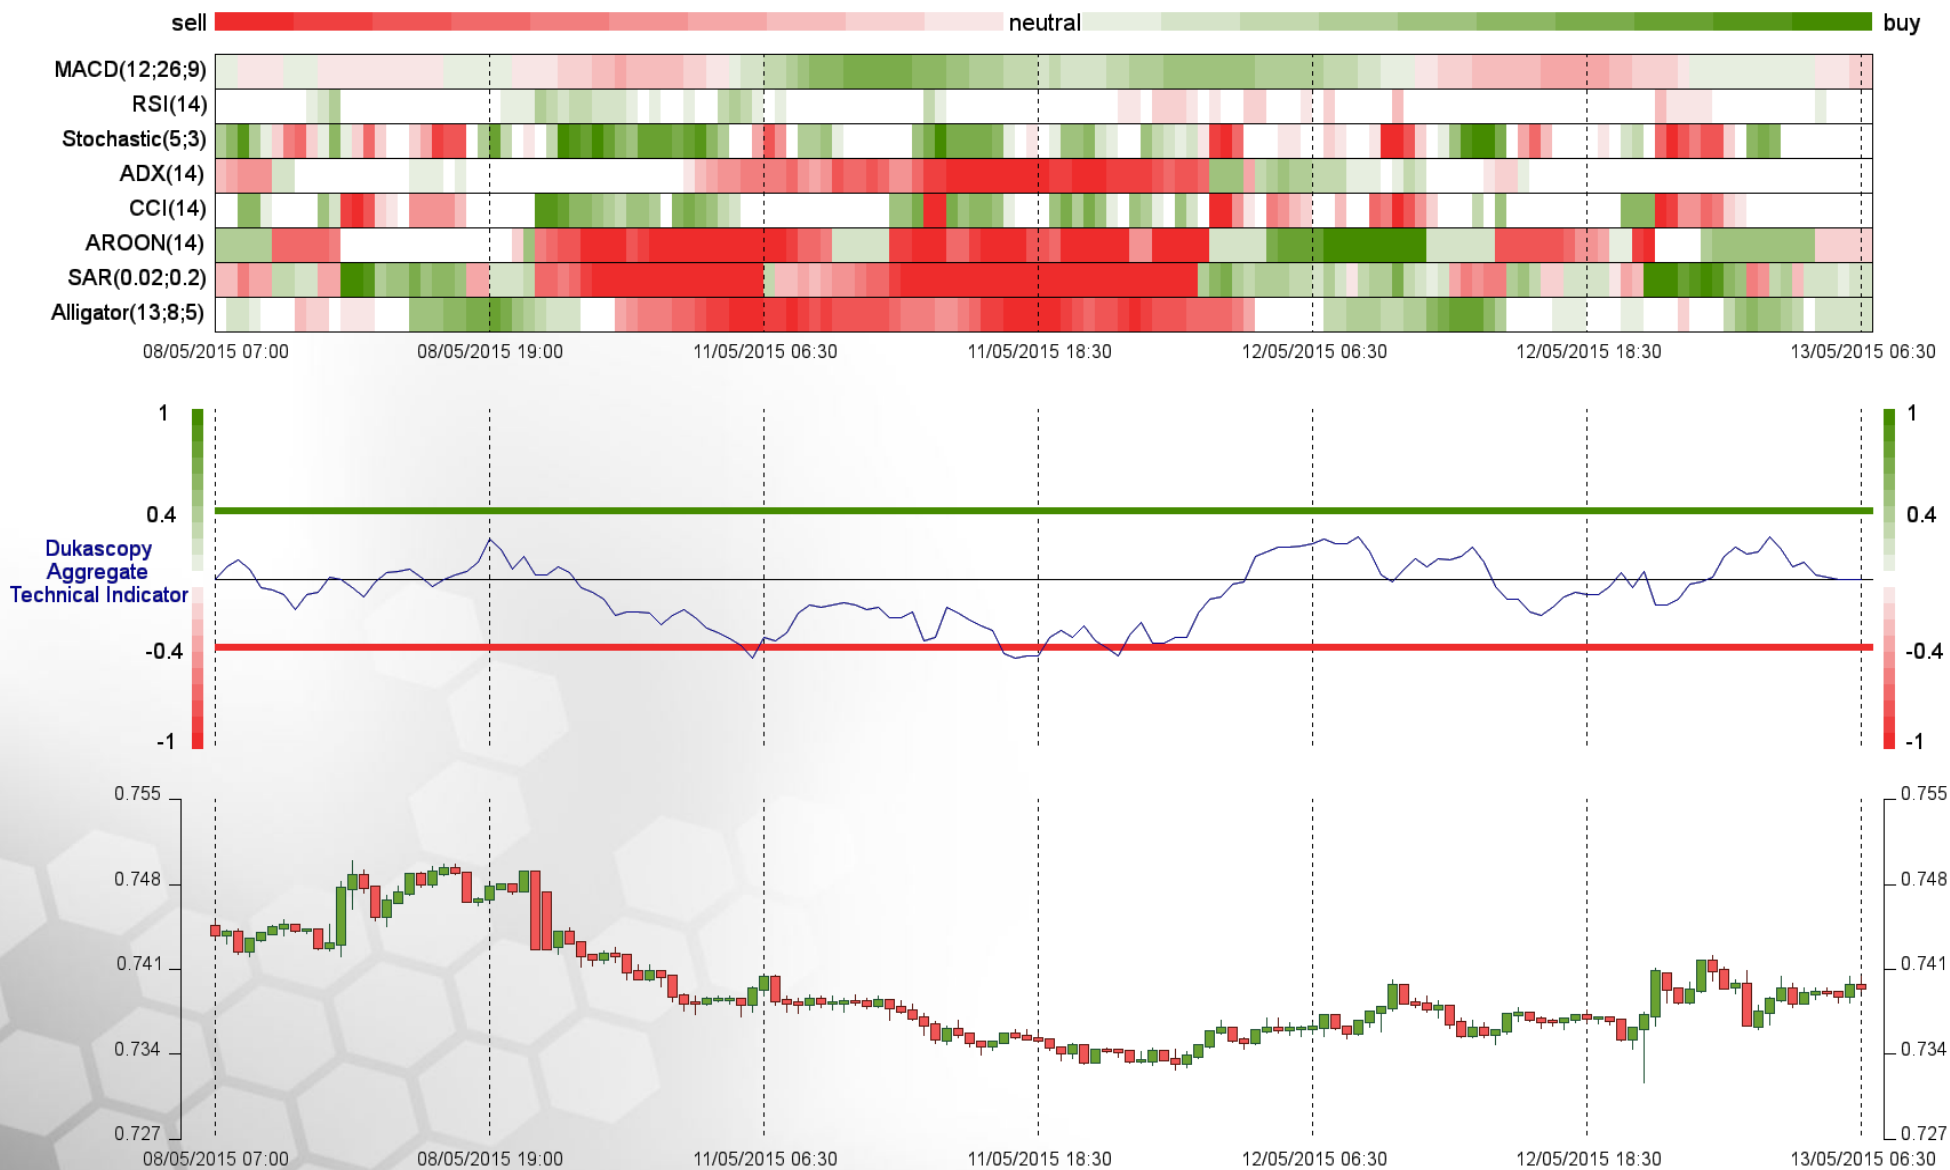 sell neutral buy
MACD(12;26;9)
RSI(14)
Stochastic(5;3)
ADX(14)
CCI(14)
AROON(14)
SAR(0.02;0.2)
Alligator(13;8;5)
08/05/2015 07:00 08/05/2015 19:00 11/05/2015 06:30 11/05/2015 18:30 12/05/2015 06:30 12/05/2015 18:30 13/05/2015 06:30
1 1
0.4 0.4
Dukascopy
Aggregate
Technical Indicator
-0.4 -0.4
-1 -1
0.755 0.755
0.748 0.748
0.741 0.741
0.734 0.734
0.727 0.727
08/05/2015 07:00 08/05/2015 19:00 11/05/2015 06:30 11/05/2015 18:30 12/05/2015 06:30 12/05/2015 18:30 13/05/2015 06:30